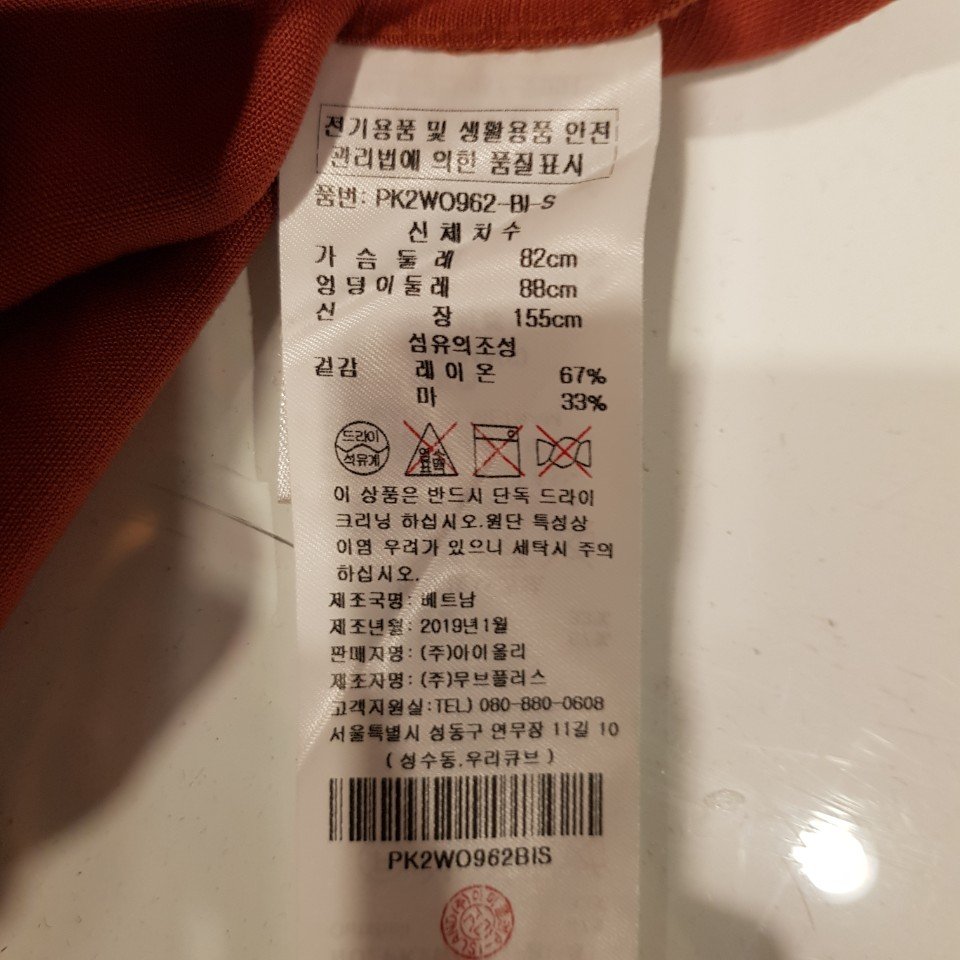 전기용품 및 생활용품 안전
관리법에 의한 품질표시
품번: PK2WO962-BI-S
신체치수
가슴둘레 82cm
엉덩이둘레 88cm
신장 155cm
섬유의조성
겉감 레이온 67%
마 33%
드라이
석유계
염소
표백
이 상품은 반드시 단독 드라이
크리닝 하십시오.원단 특성상
이염 우려가 있으니 세탁시 주의
하십시오.
제조국명: 베트남
제조년월: 2019년1월
판매자명: (주)아이올리
제조자명: (주)무브플러스
고객지원실:TEL) 080-880-0608
서울특별시 성동구 연무장 11길 10
(성수동,우리큐브)
PK2WO962BIS